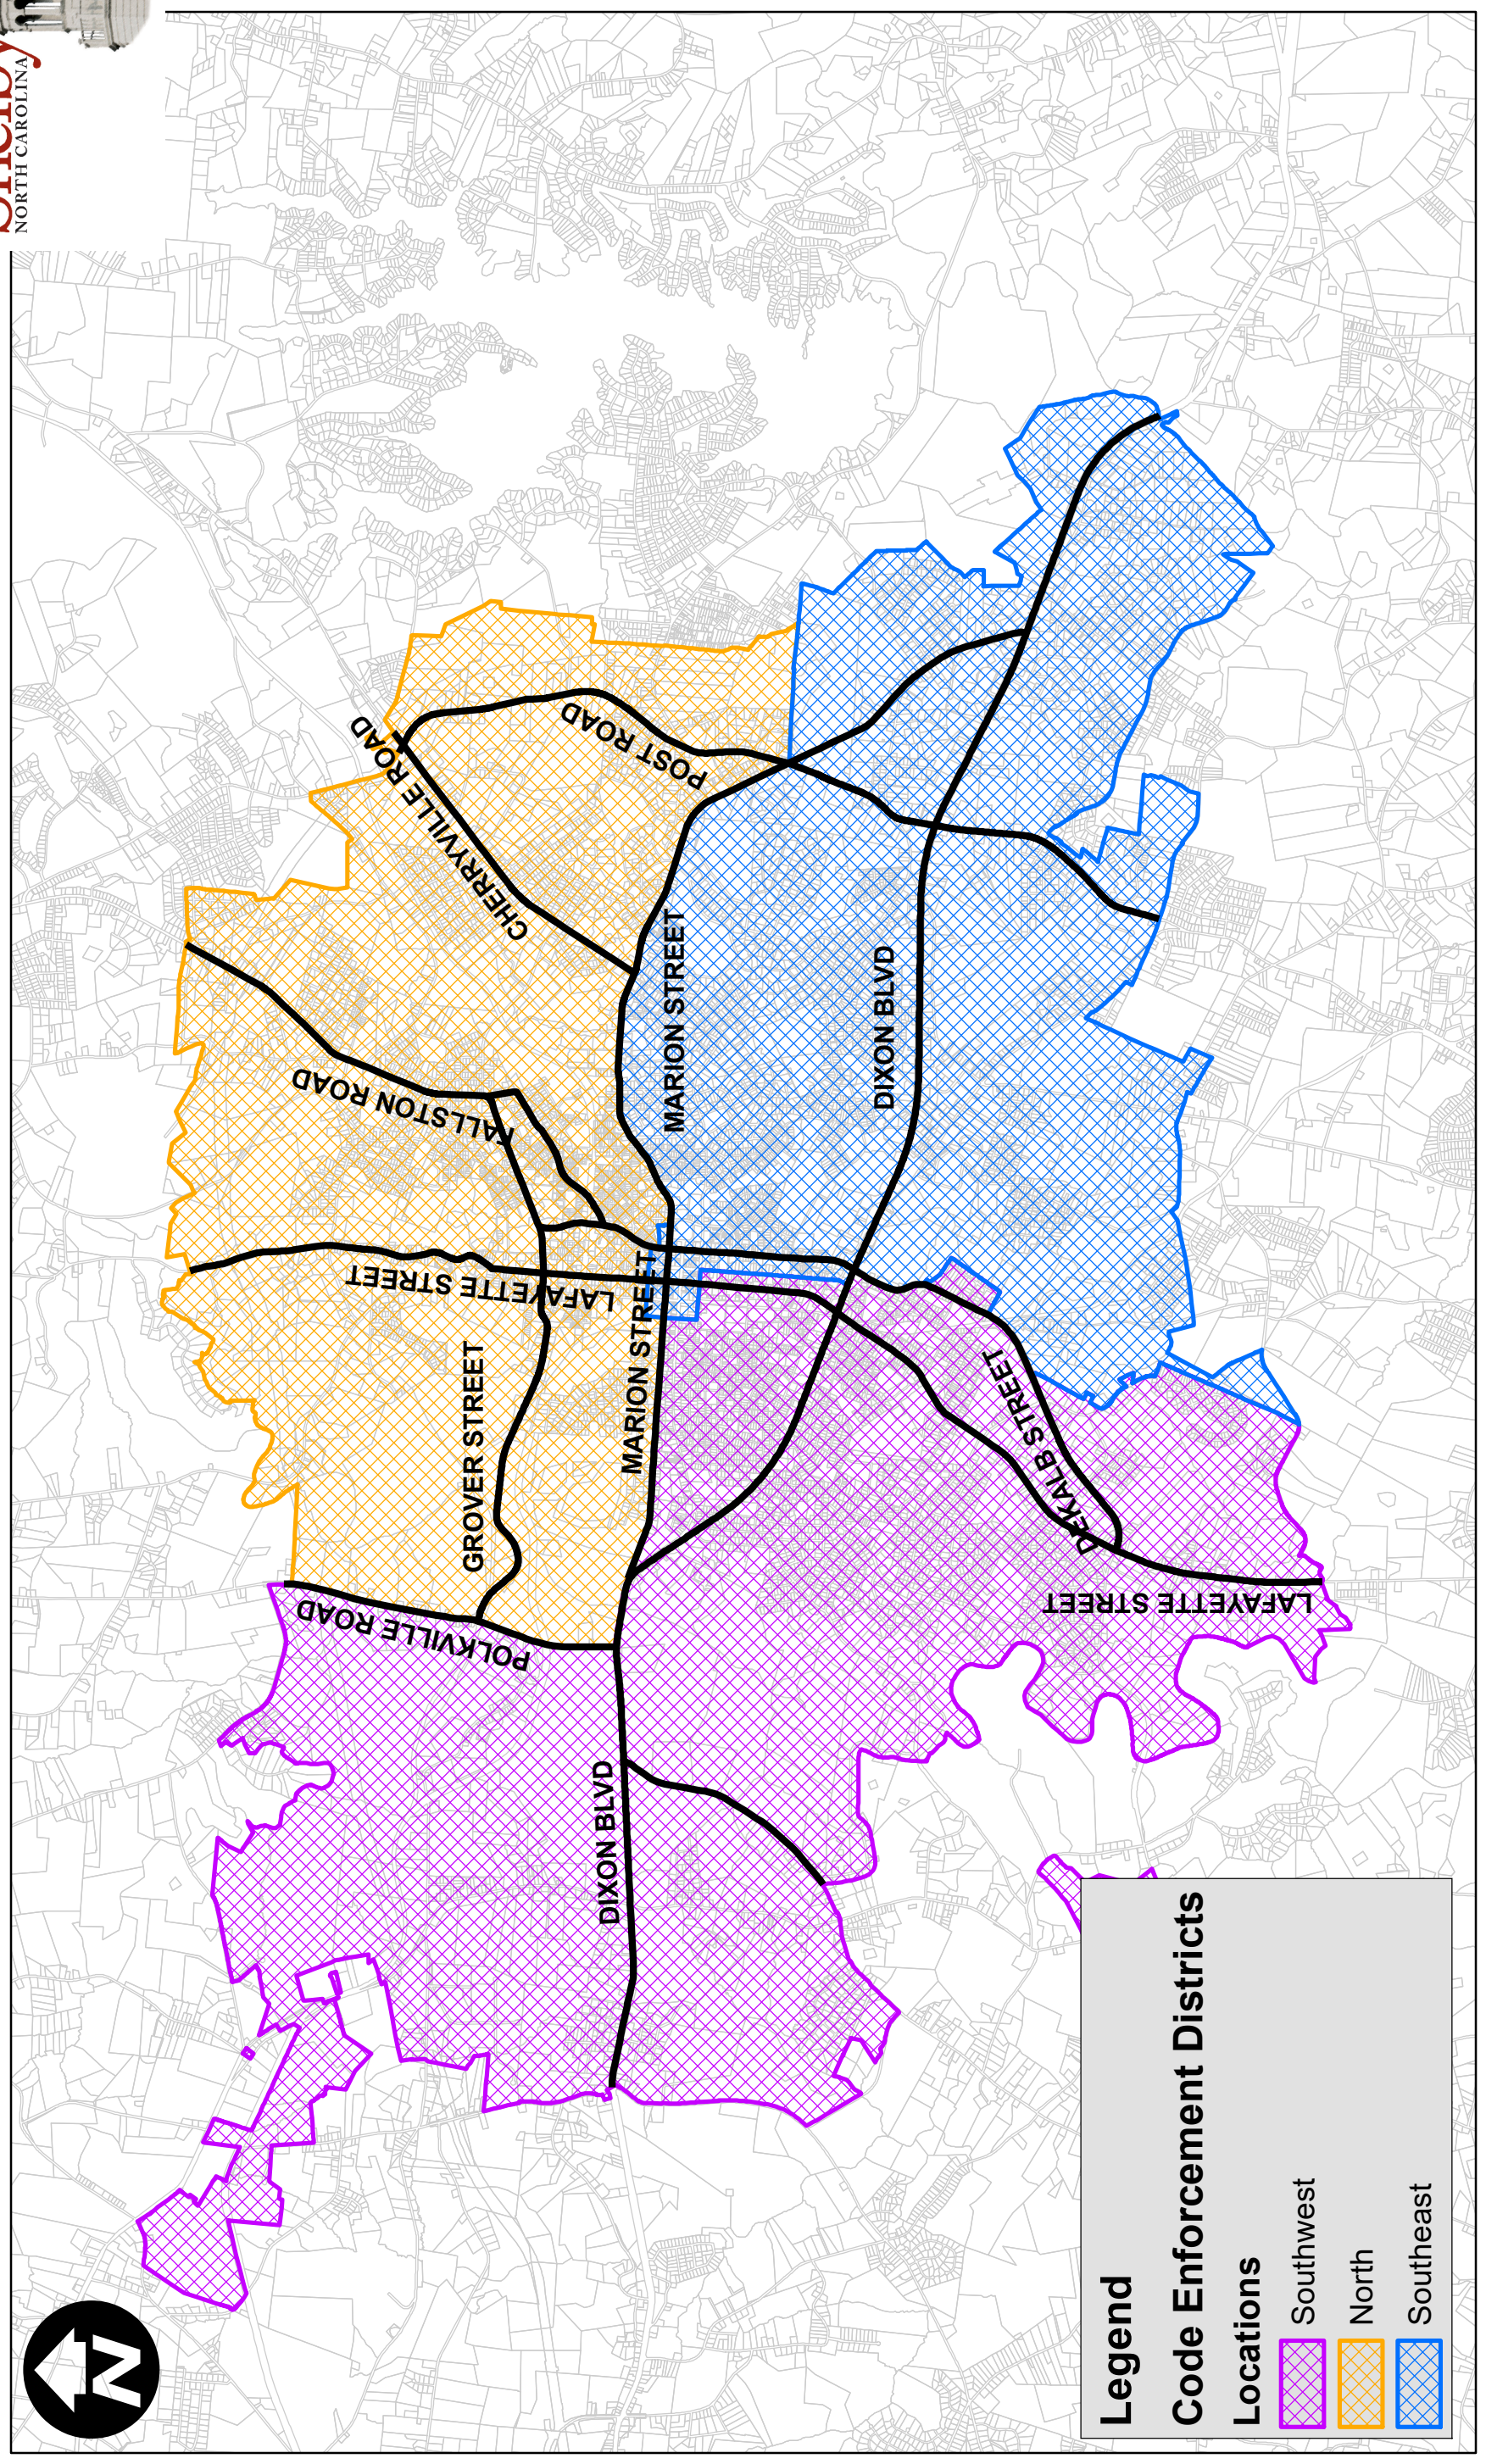 Shelby
NORTH CAROLINA
N
CHERRYVILLE ROAD
POST ROAD
FALLSTON ROAD
LAFAYETTE STREET
GROVER STREET
MARION STREET
MARION STREET
POLKVILLE ROAD
DIXON BLVD
DIXON BLVD
DEKALB STREET
LAFAYETTE STREET
Legend
Code Enforcement Districts
Locations
Southwest
North
Southeast